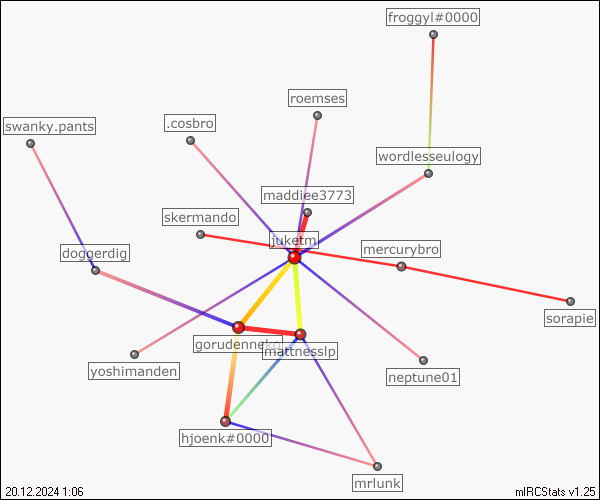 froggyl#0000
roemses
swanky.pants
.cosbro
wordlesseulogy
maddiee3773
skermando
juketm
mercurybro
doggerdig
sorapie
gorudenneko
mattnesslp
yoshimanden
neptune01
hjoenk#0000
mrlunk
20.12.2024 1:06
mIRCStats v1.25